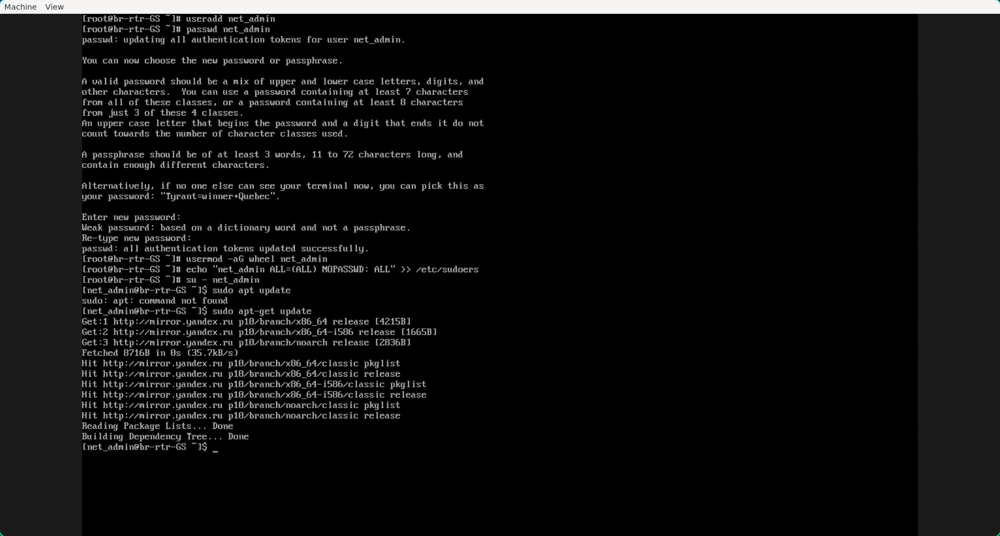 Machine View
[root@br-rtr-GS ~]# useradd net_admin
[root@br-rtr-GS ~]# passwd net_admin
passwd: updating all authentication tokens for user net_admin.
You can now choose the new password or passphrase.
A valid password should be a mix of upper and lower case letters, digits, and
other characters.  You can use a password containing at least 7 characters
from all of these classes, or a password containing at least 8 characters
from just 3 of these 4 classes.
An upper case letter that begins the password and a digit that ends it do not
count towards the number of character classes used.
A passphrase should be of at least 3 words, 11 to 72 characters long, and
contain enough different characters.
Alternatively, if no one else can see your terminal now, you can pick this as
your password: "Tyrant=winner+Quebec".
Enter new password:
Weak password: based on a dictionary word and not a passphrase.
Re-type new password:
passwd: all authentication tokens updated successfully.
[root@br-rtr-GS ~]# usermod -aG wheel net_admin
[root@br-rtr-GS ~]# echo "net_admin ALL=(ALL) NOPASSWD: ALL" >> /etc/sudoers
[root@br-rtr-GS ~]# su - net_admin
[net_admin@br-rtr-GS ~]$ sudo apt update
sudo: apt: command not found
[net_admin@br-rtr-GS ~]$ sudo apt-get update
Get:1 http://mirror.yandex.ru p10/branch/x86_64 release [4215B]
Get:2 http://mirror.yandex.ru p10/branch/x86_64-i586 release [1665B]
Get:3 http://mirror.yandex.ru p10/branch/noarch release [2836B]
Fetched 8716B in 0s (35.7kB/s)
Hit http://mirror.yandex.ru p10/branch/x86_64/classic pkglist
Hit http://mirror.yandex.ru p10/branch/x86_64/classic release
Hit http://mirror.yandex.ru p10/branch/x86_64-i586/classic pkglist
Hit http://mirror.yandex.ru p10/branch/x86_64-i586/classic release
Hit http://mirror.yandex.ru p10/branch/noarch/classic pkglist
Hit http://mirror.yandex.ru p10/branch/noarch/classic release
Reading Package Lists... Done
Building Dependency Tree... Done
[net_admin@br-rtr-GS ~]$ _